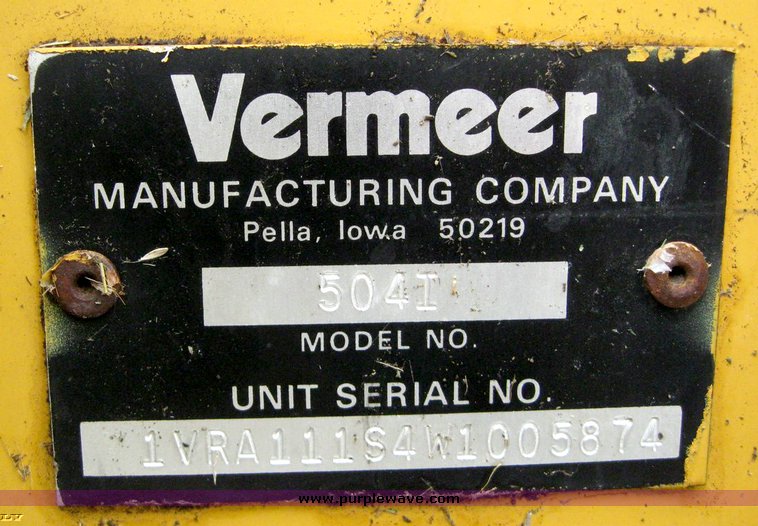 Vermeer
MANUFACTURING COMPANY
Pella, Iowa 50219
504I
MODEL NO.
UNIT SERIAL NO.
1VRA111S4W1005874
www.purplewave.com